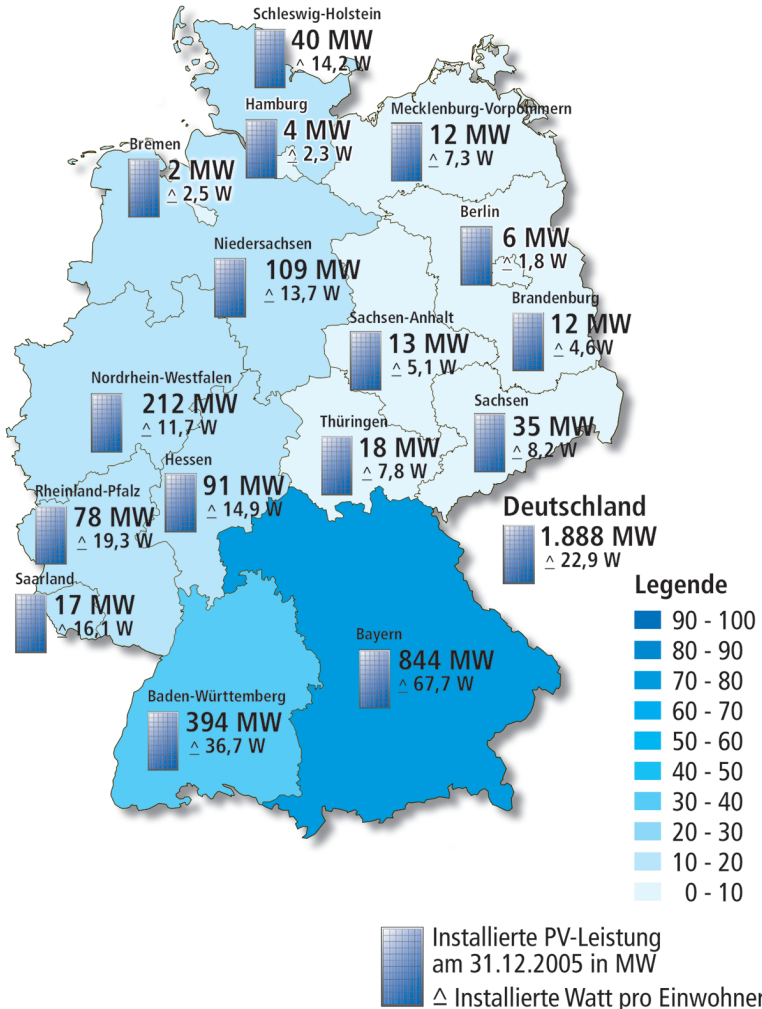 Schleswig-Holstein
40 MW
^ 14,2 W
Hamburg
4 MW
^ 2,3 W
Mecklenburg-Vorpommern
12 MW
^ 7,3 W
Bremen
2 MW
^ 2,5 W
Berlin
6 MW
^ 1,8 W
Niedersachsen
109 MW
^ 13,7 W
Brandenburg
12 MW
^ 4,6W
Sachsen-Anhalt
13 MW
^ 5,1 W
Nordrhein-Westfalen
212 MW
^ 11,7 W
Sachsen
35 MW
^ 8,2 W
Thüringen
18 MW
^ 7,8 W
Hessen
91 MW
^ 14,9 W
Rheinland-Pfalz
78 MW
^ 19,3 W
Deutschland
1.888 MW
^ 22,9 W
Saarland
17 MW
^ 16,1 W
Bayern
844 MW
^ 67,7 W
Baden-Württemberg
394 MW
^ 36,7 W
Legende
90 - 100
80 - 90
70 - 80
60 - 70
50 - 60
40 - 50
30 - 40
20 - 30
10 - 20
0 - 10
Installierte PV-Leistung
am 31.12.2005 in MW
^ Installierte Watt pro Einwohner